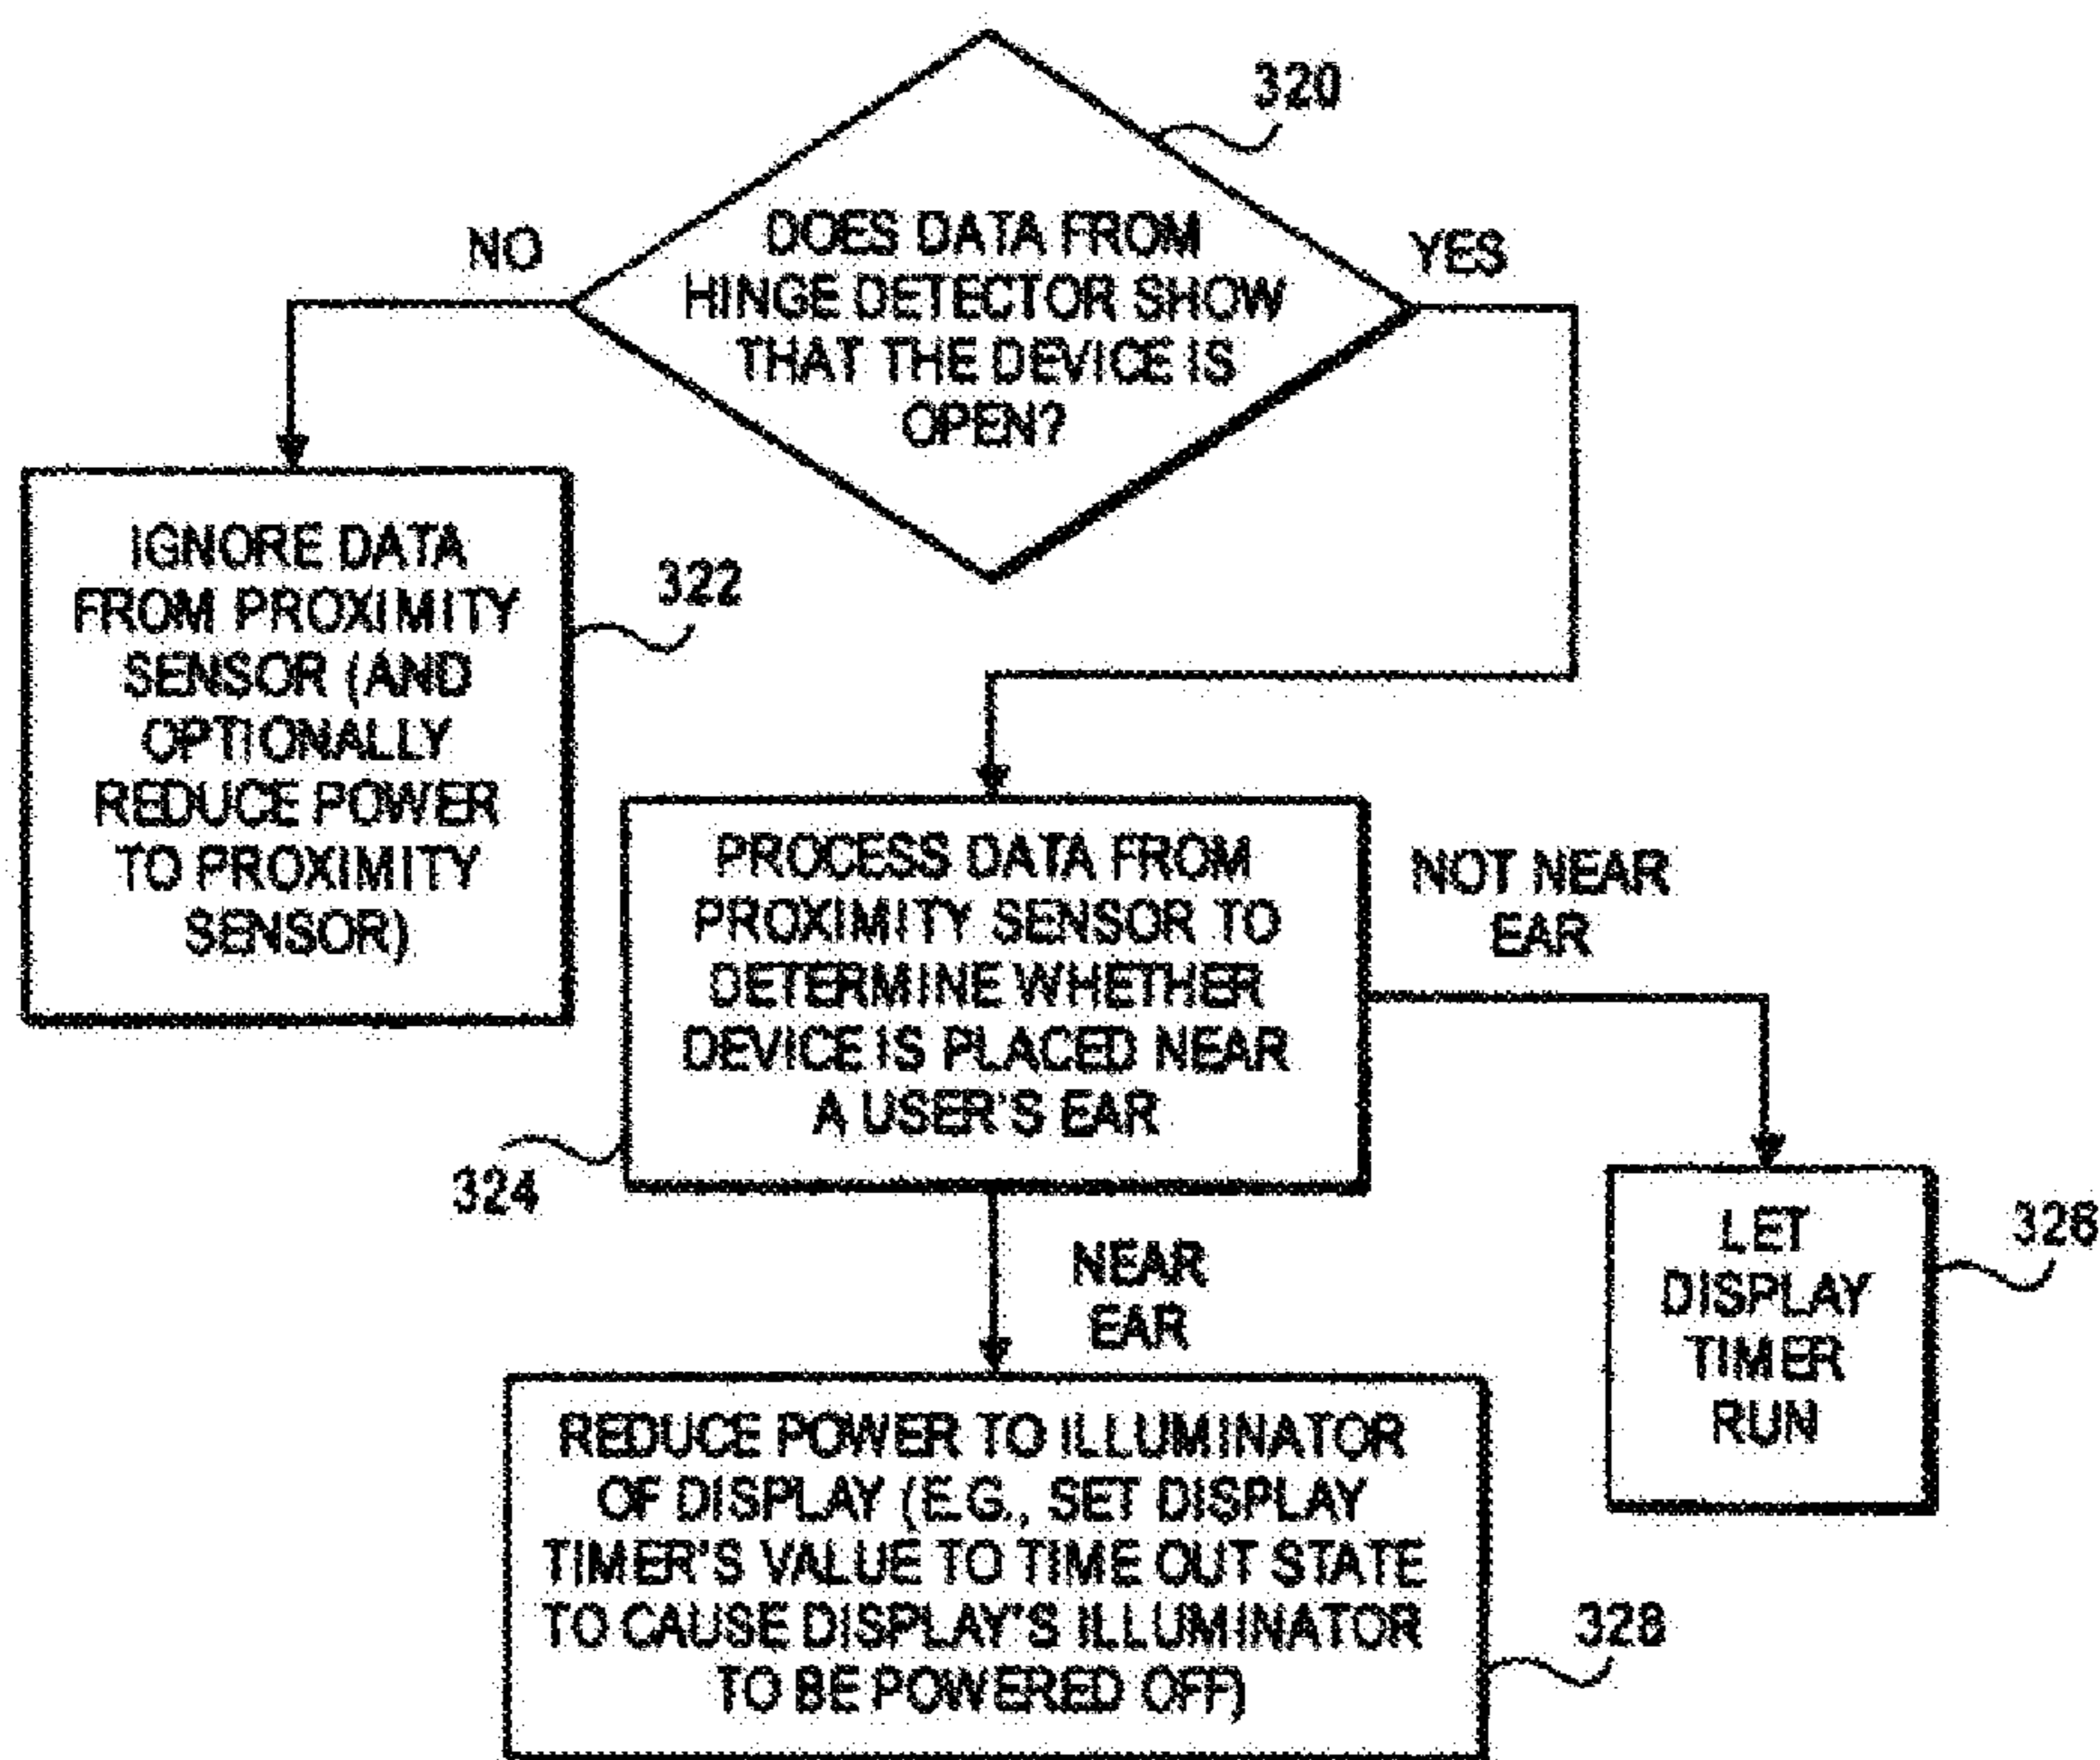 320
DOES DATA FROM
HINGE DETECTOR SHOW
THAT THE DEVICE IS
OPEN?
NO
YES
IGNORE DATA
FROM PROXIMITY
SENSOR (AND
OPTIONALLY
REDUCE POWER
TO PROXIMITY
SENSOR)
322
PROCESS DATA FROM
PROXIMITY SENSOR TO
DETERMINE WHETHER
DEVICE IS PLACED NEAR
A USER'S EAR
324
NOT NEAR
EAR
LET
DISPLAY
TIMER
RUN
326
NEAR
EAR
REDUCE POWER TO ILLUMINATOR
OF DISPLAY (E.G., SET DISPLAY
TIMER'S VALUE TO TIME OUT STATE
TO CAUSE DISPLAY'S ILLUMINATOR
TO BE POWERED OFF)
328